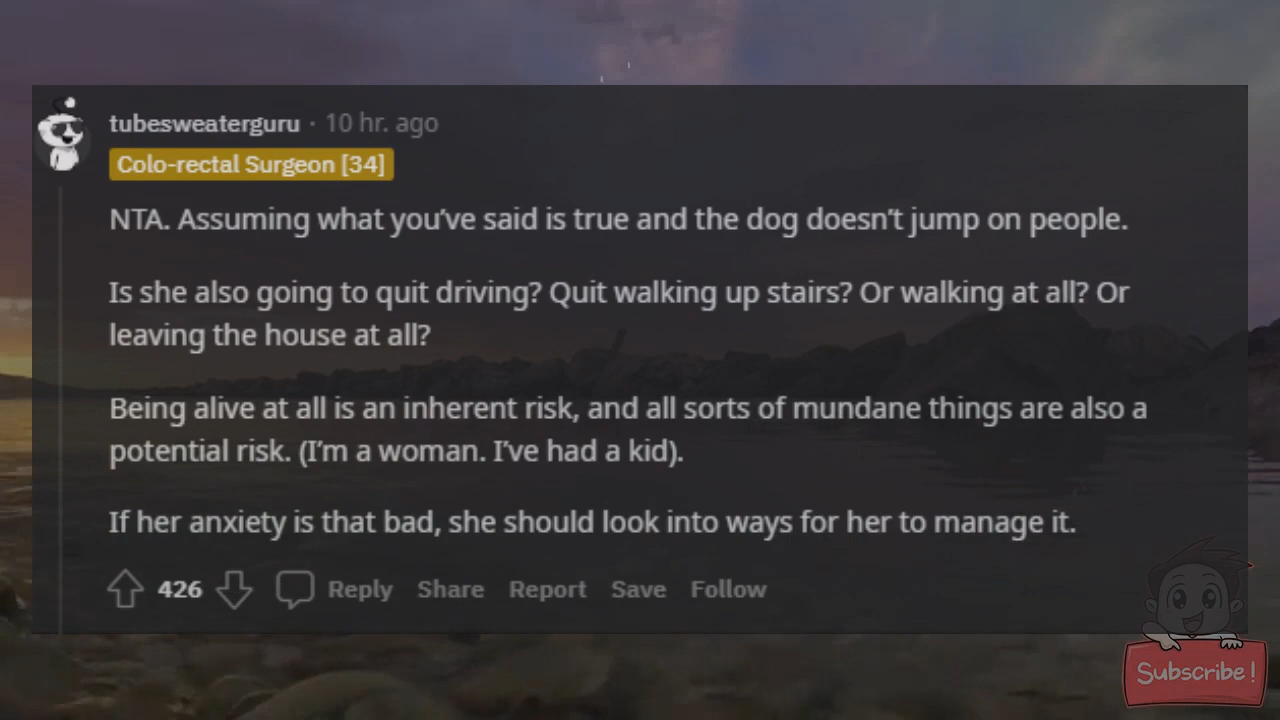 tubesweaterguru · 10 hr. ago
Colo-rectal Surgeon [34]
NTA. Assuming what you've said is true and the dog doesn't jump on people.
Is she also going to quit driving? Quit walking up stairs? Or walking at all? Or
leaving the house at all?
Being alive at all is an inherent risk, and all sorts of mundane things are also a
potential risk. (I'm a woman. I've had a kid).
If her anxiety is that bad, she should look into ways for her to manage it.
426 Reply Share Report Save Follow
Subscribe!